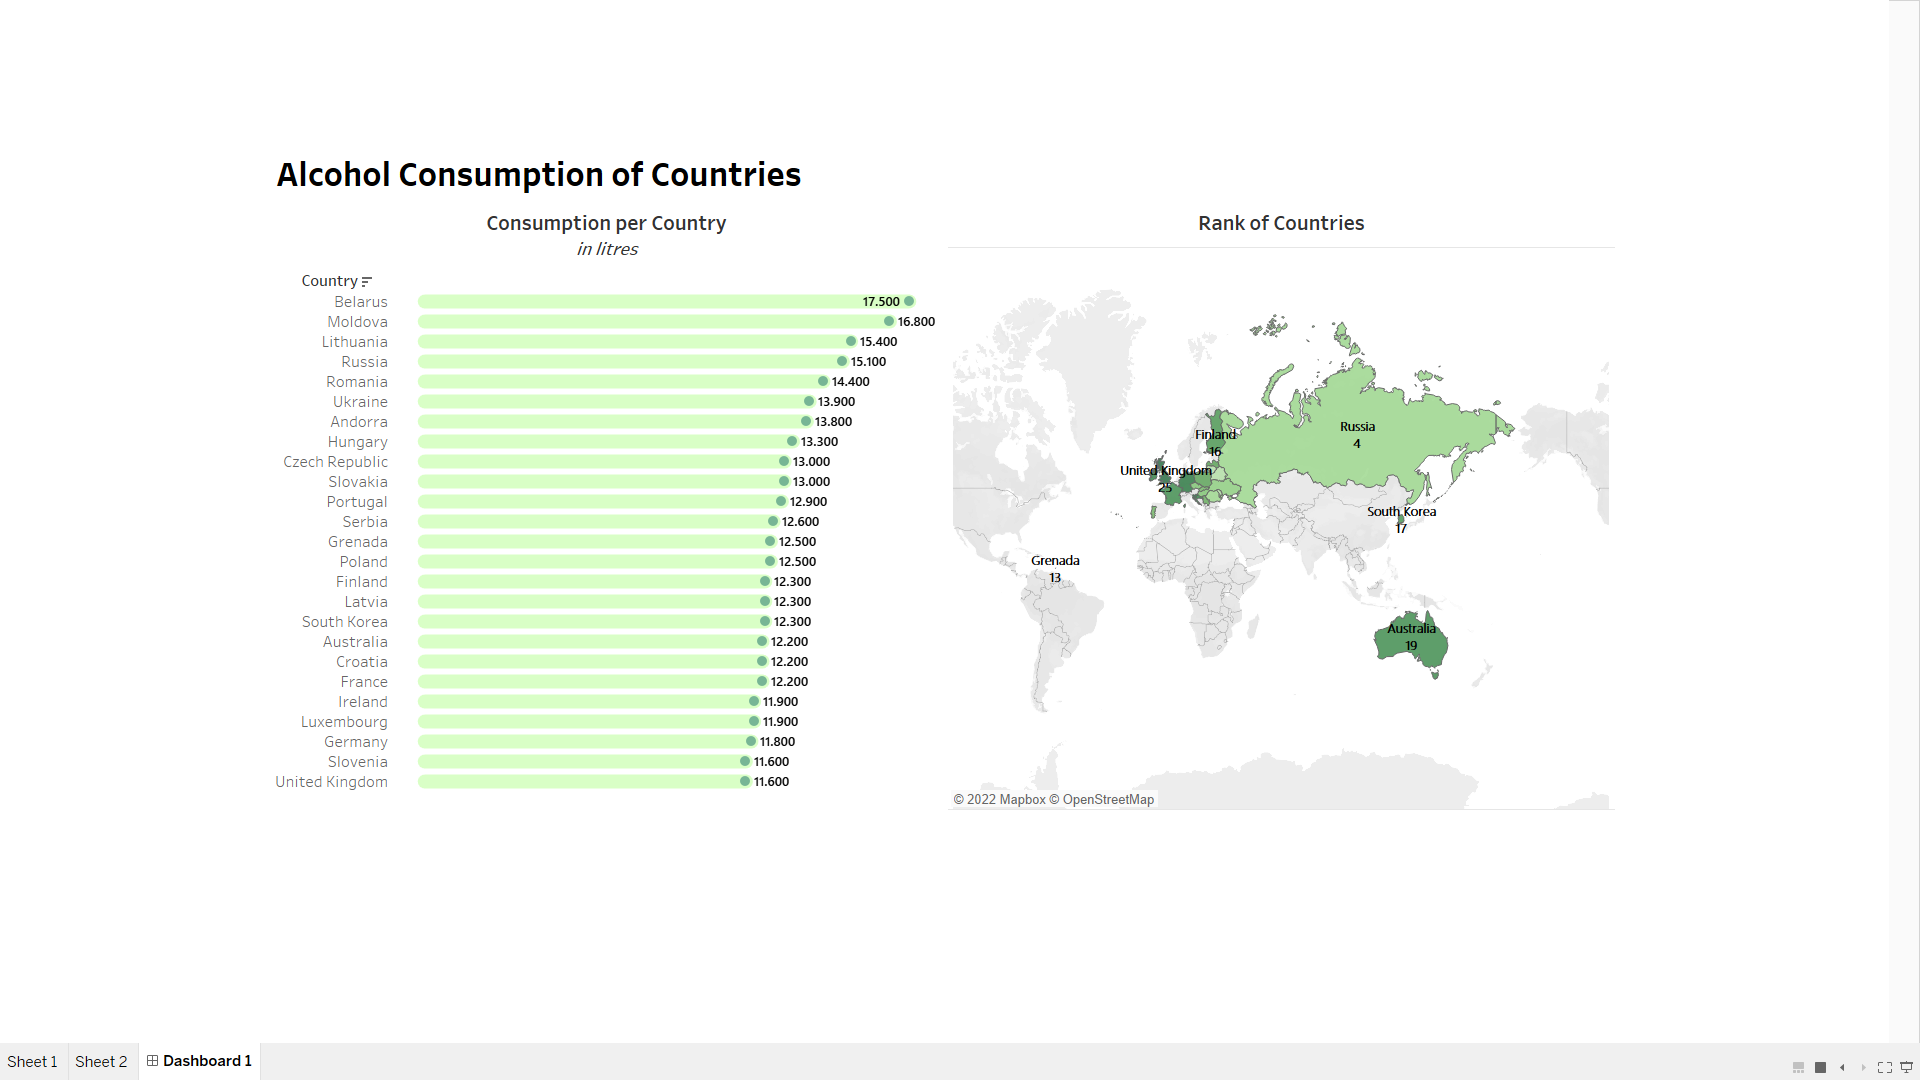 Alcohol Consumption of Countries
Consumption per Country
in litres
Country
Belarus 17.500
Moldova 16.800
Lithuania 15.400
Russia 15.100
Romania 14.400
Ukraine 13.900
Andorra 13.800
Hungary 13.300
Czech Republic 13.000
Slovakia 13.000
Portugal 12.900
Serbia 12.600
Grenada 12.500
Poland 12.500
Finland 12.300
Latvia 12.300
South Korea 12.300
Australia 12.200
Croatia 12.200
France 12.200
Ireland 11.900
Luxembourg 11.900
Germany 11.800
Slovenia 11.600
United Kingdom 11.600
Rank of Countries
Russia
4
Finland
16
United Kingdom
25
South Korea
17
Grenada
13
Australia
19
© 2022 Mapbox © OpenStreetMap
Sheet 1 Sheet 2 Dashboard 1